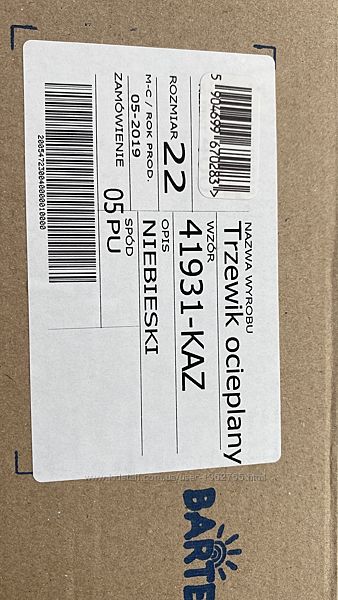 NAZWA WYROBU
Trzewik ocieplany
WZÓR
41931-KAZ
OPIS
NIEBIESKI
5 904699 670283
ROZMIAR
22
M-C / ROK PROD.
05-2019
ZAMÓWIENIE
SPÓD
05 PU
BARTE